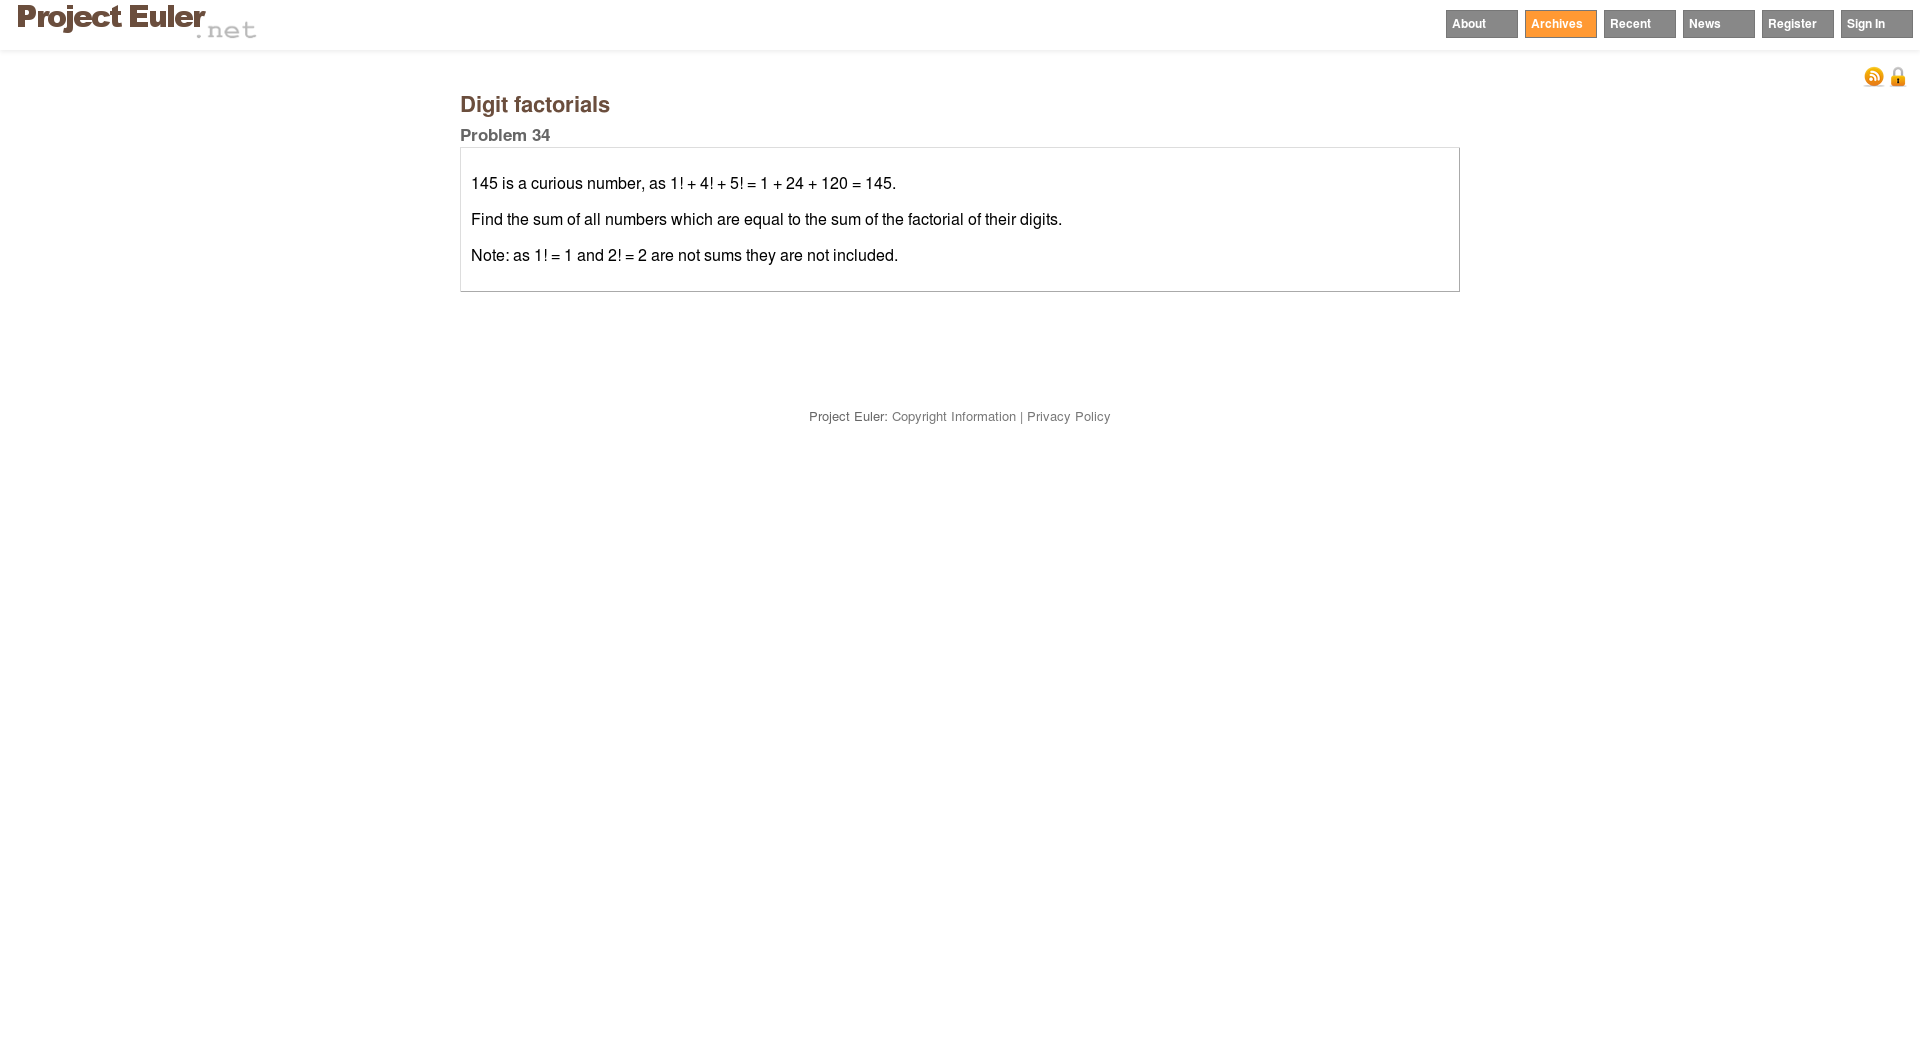 Project Euler.net
About Archives Recent News Register Sign In
Digit factorials
Problem 34
145 is a curious number, as 1! + 4! + 5! = 1 + 24 + 120 = 145.
Find the sum of all numbers which are equal to the sum of the factorial of their digits.
Note: as 1! = 1 and 2! = 2 are not sums they are not included.
Project Euler: Copyright Information | Privacy Policy